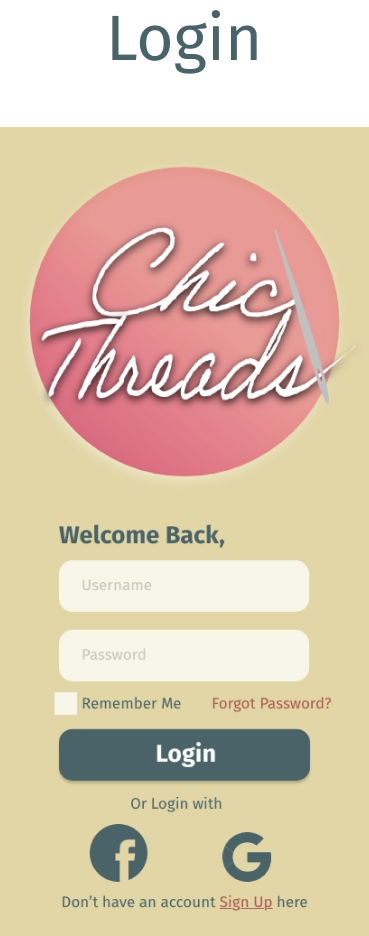 Login
Chic
Threads
Welcome Back,
Username
Password
Remember Me Forgot Password?
Login
Or Login with
Don’t have an account Sign Up here